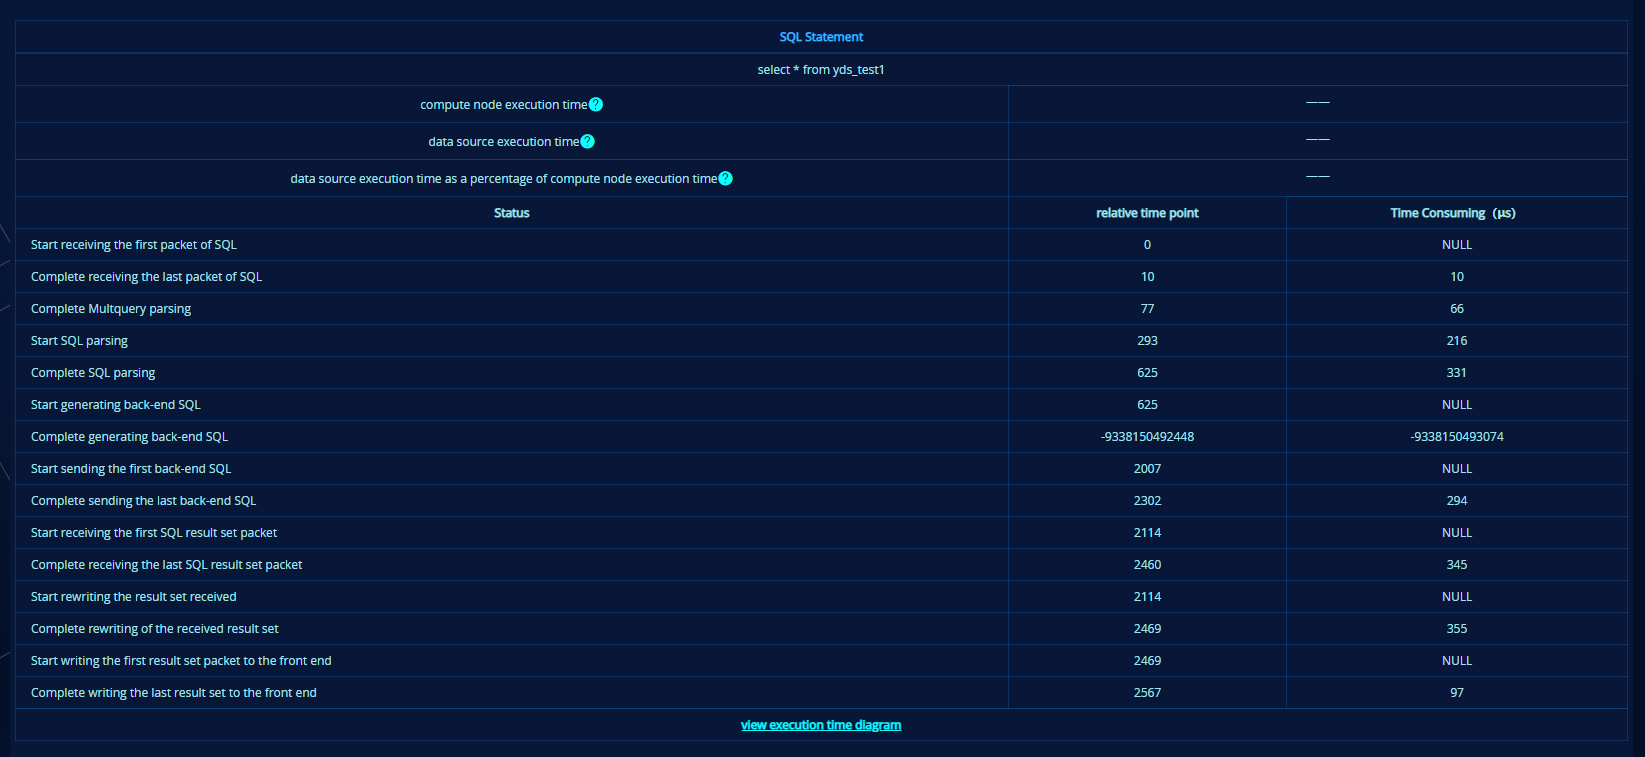 SQL Statement
select * from yds_test1
compute node execution time ? ——
data source execution time ? ——
data source execution time as a percentage of compute node execution time ? ——
Status relative time point Time Consuming（μs）
Start receiving the first packet of SQL 0 NULL
Complete receiving the last packet of SQL 10 10
Complete Multquery parsing 77 66
Start SQL parsing 293 216
Complete SQL parsing 625 331
Start generating back-end SQL 625 NULL
Complete generating back-end SQL -9338150492448 -9338150493074
Start sending the first back-end SQL 2007 NULL
Complete sending the last back-end SQL 2302 294
Start receiving the first SQL result set packet 2114 NULL
Complete receiving the last SQL result set packet 2460 345
Start rewriting the result set received 2114 NULL
Complete rewriting of the received result set 2469 355
Start writing the first result set packet to the front end 2469 NULL
Complete writing the last result set to the front end 2567 97
view execution time diagram